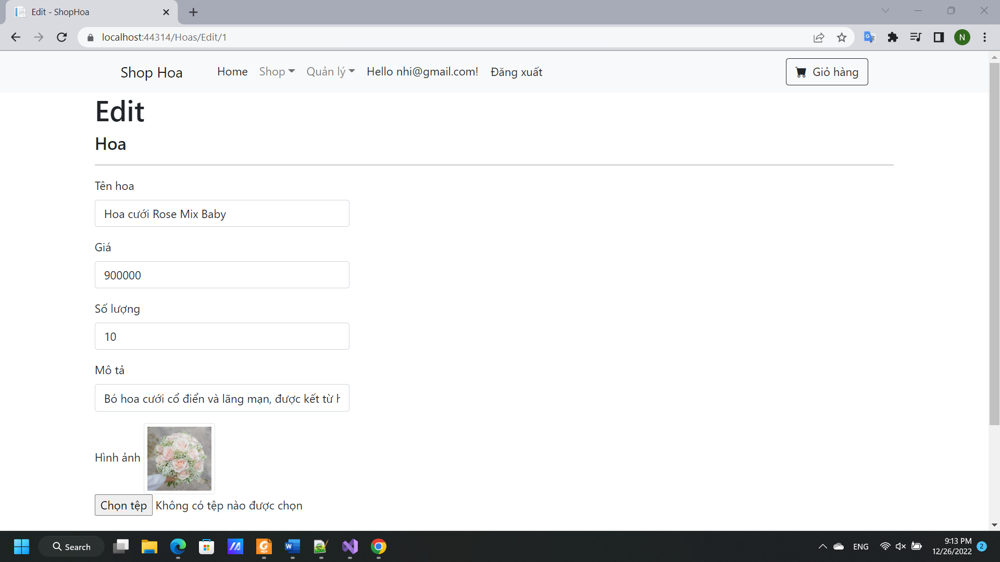 Edit - ShopHoa
localhost:44314/Hoas/Edit/1
N
Shop Hoa Home Shop Quản lý Hello nhi@gmail.com! Đăng xuất Giỏ hàng
Edit
Hoa
Tên hoa
Hoa cưới Rose Mix Baby
Giá
900000
Số lượng
10
Mô tả
Bó hoa cưới cổ điển và lãng mạn, được kết từ h
Hình ảnh
Chọn tệp Không có tệp nào được chọn
Search
ENG
9:13 PM
12/26/2022
2